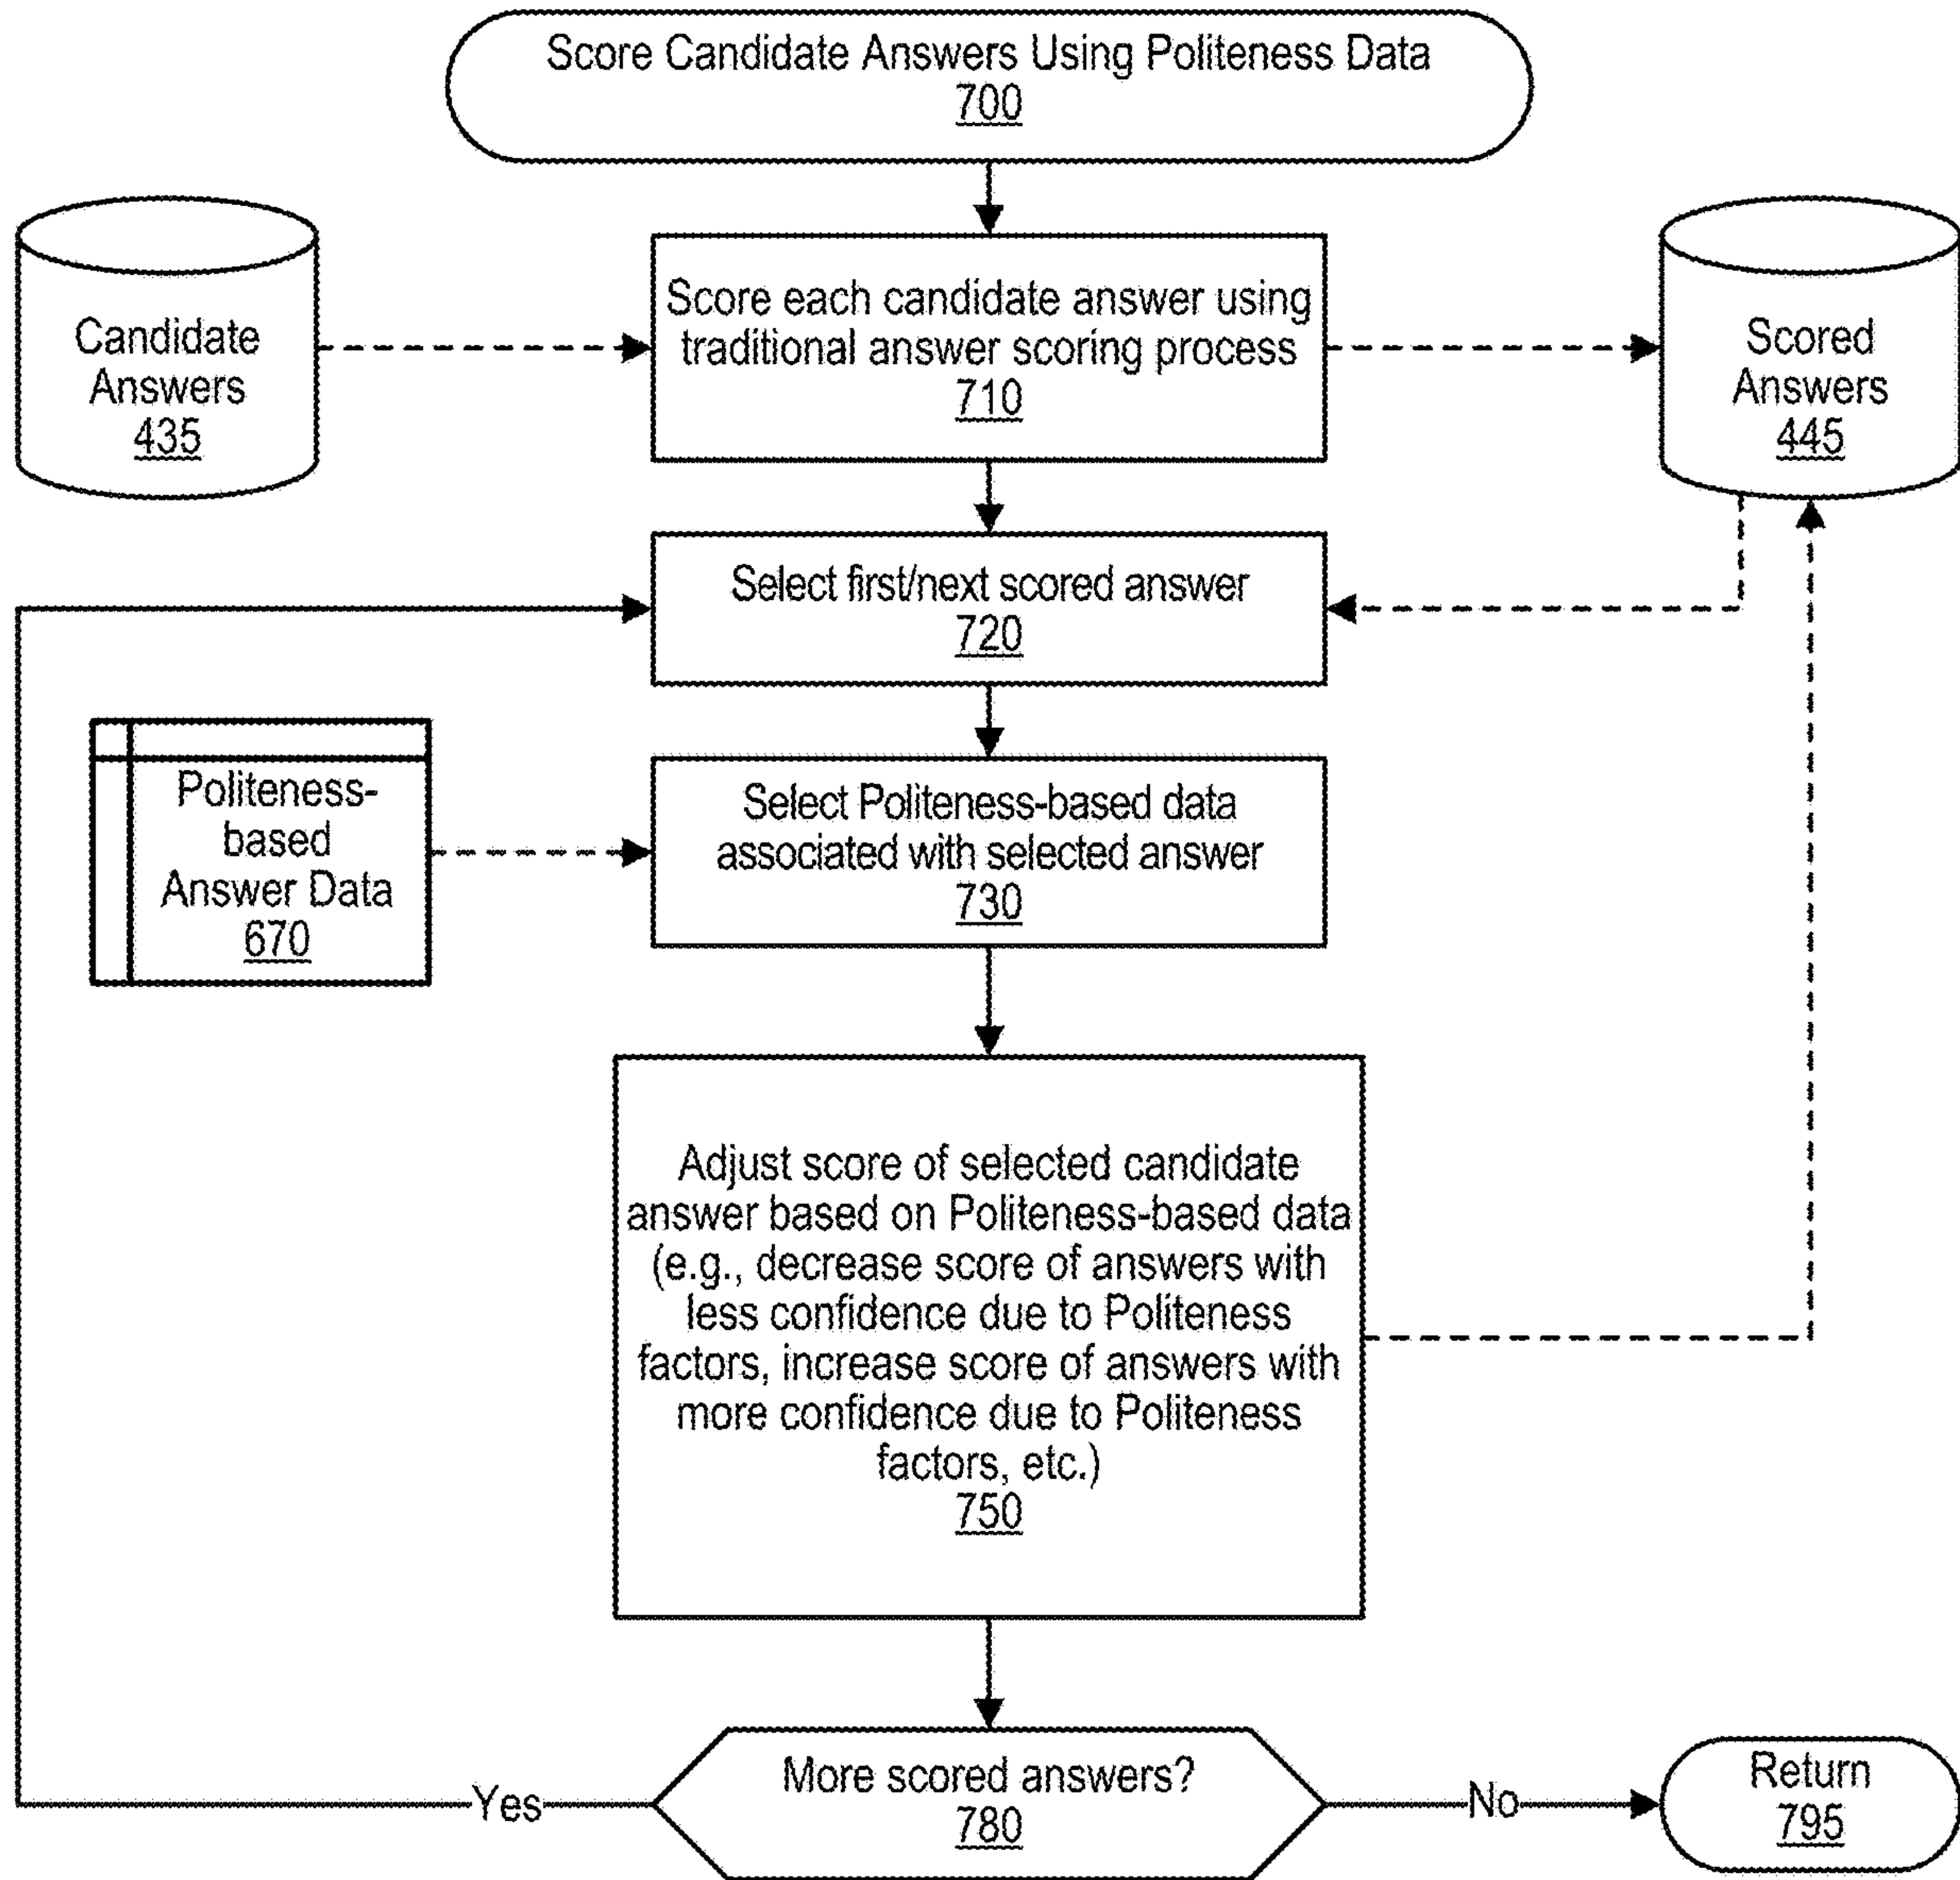 Score Candidate Answers Using Politeness Data
700
Candidate
Answers
435
Score each candidate answer using
traditional answer scoring process
710
Scored
Answers
445
Select first/next scored answer
720
Politeness-
based
Answer Data
670
Select Politeness-based data
associated with selected answer
730
Adjust score of selected candidate
answer based on Politeness-based data
(e.g., decrease score of answers with
less confidence due to Politeness
factors, increase score of answers with
more confidence due to Politeness
factors, etc.)
750
Yes
More scored answers?
780
No
Return
795